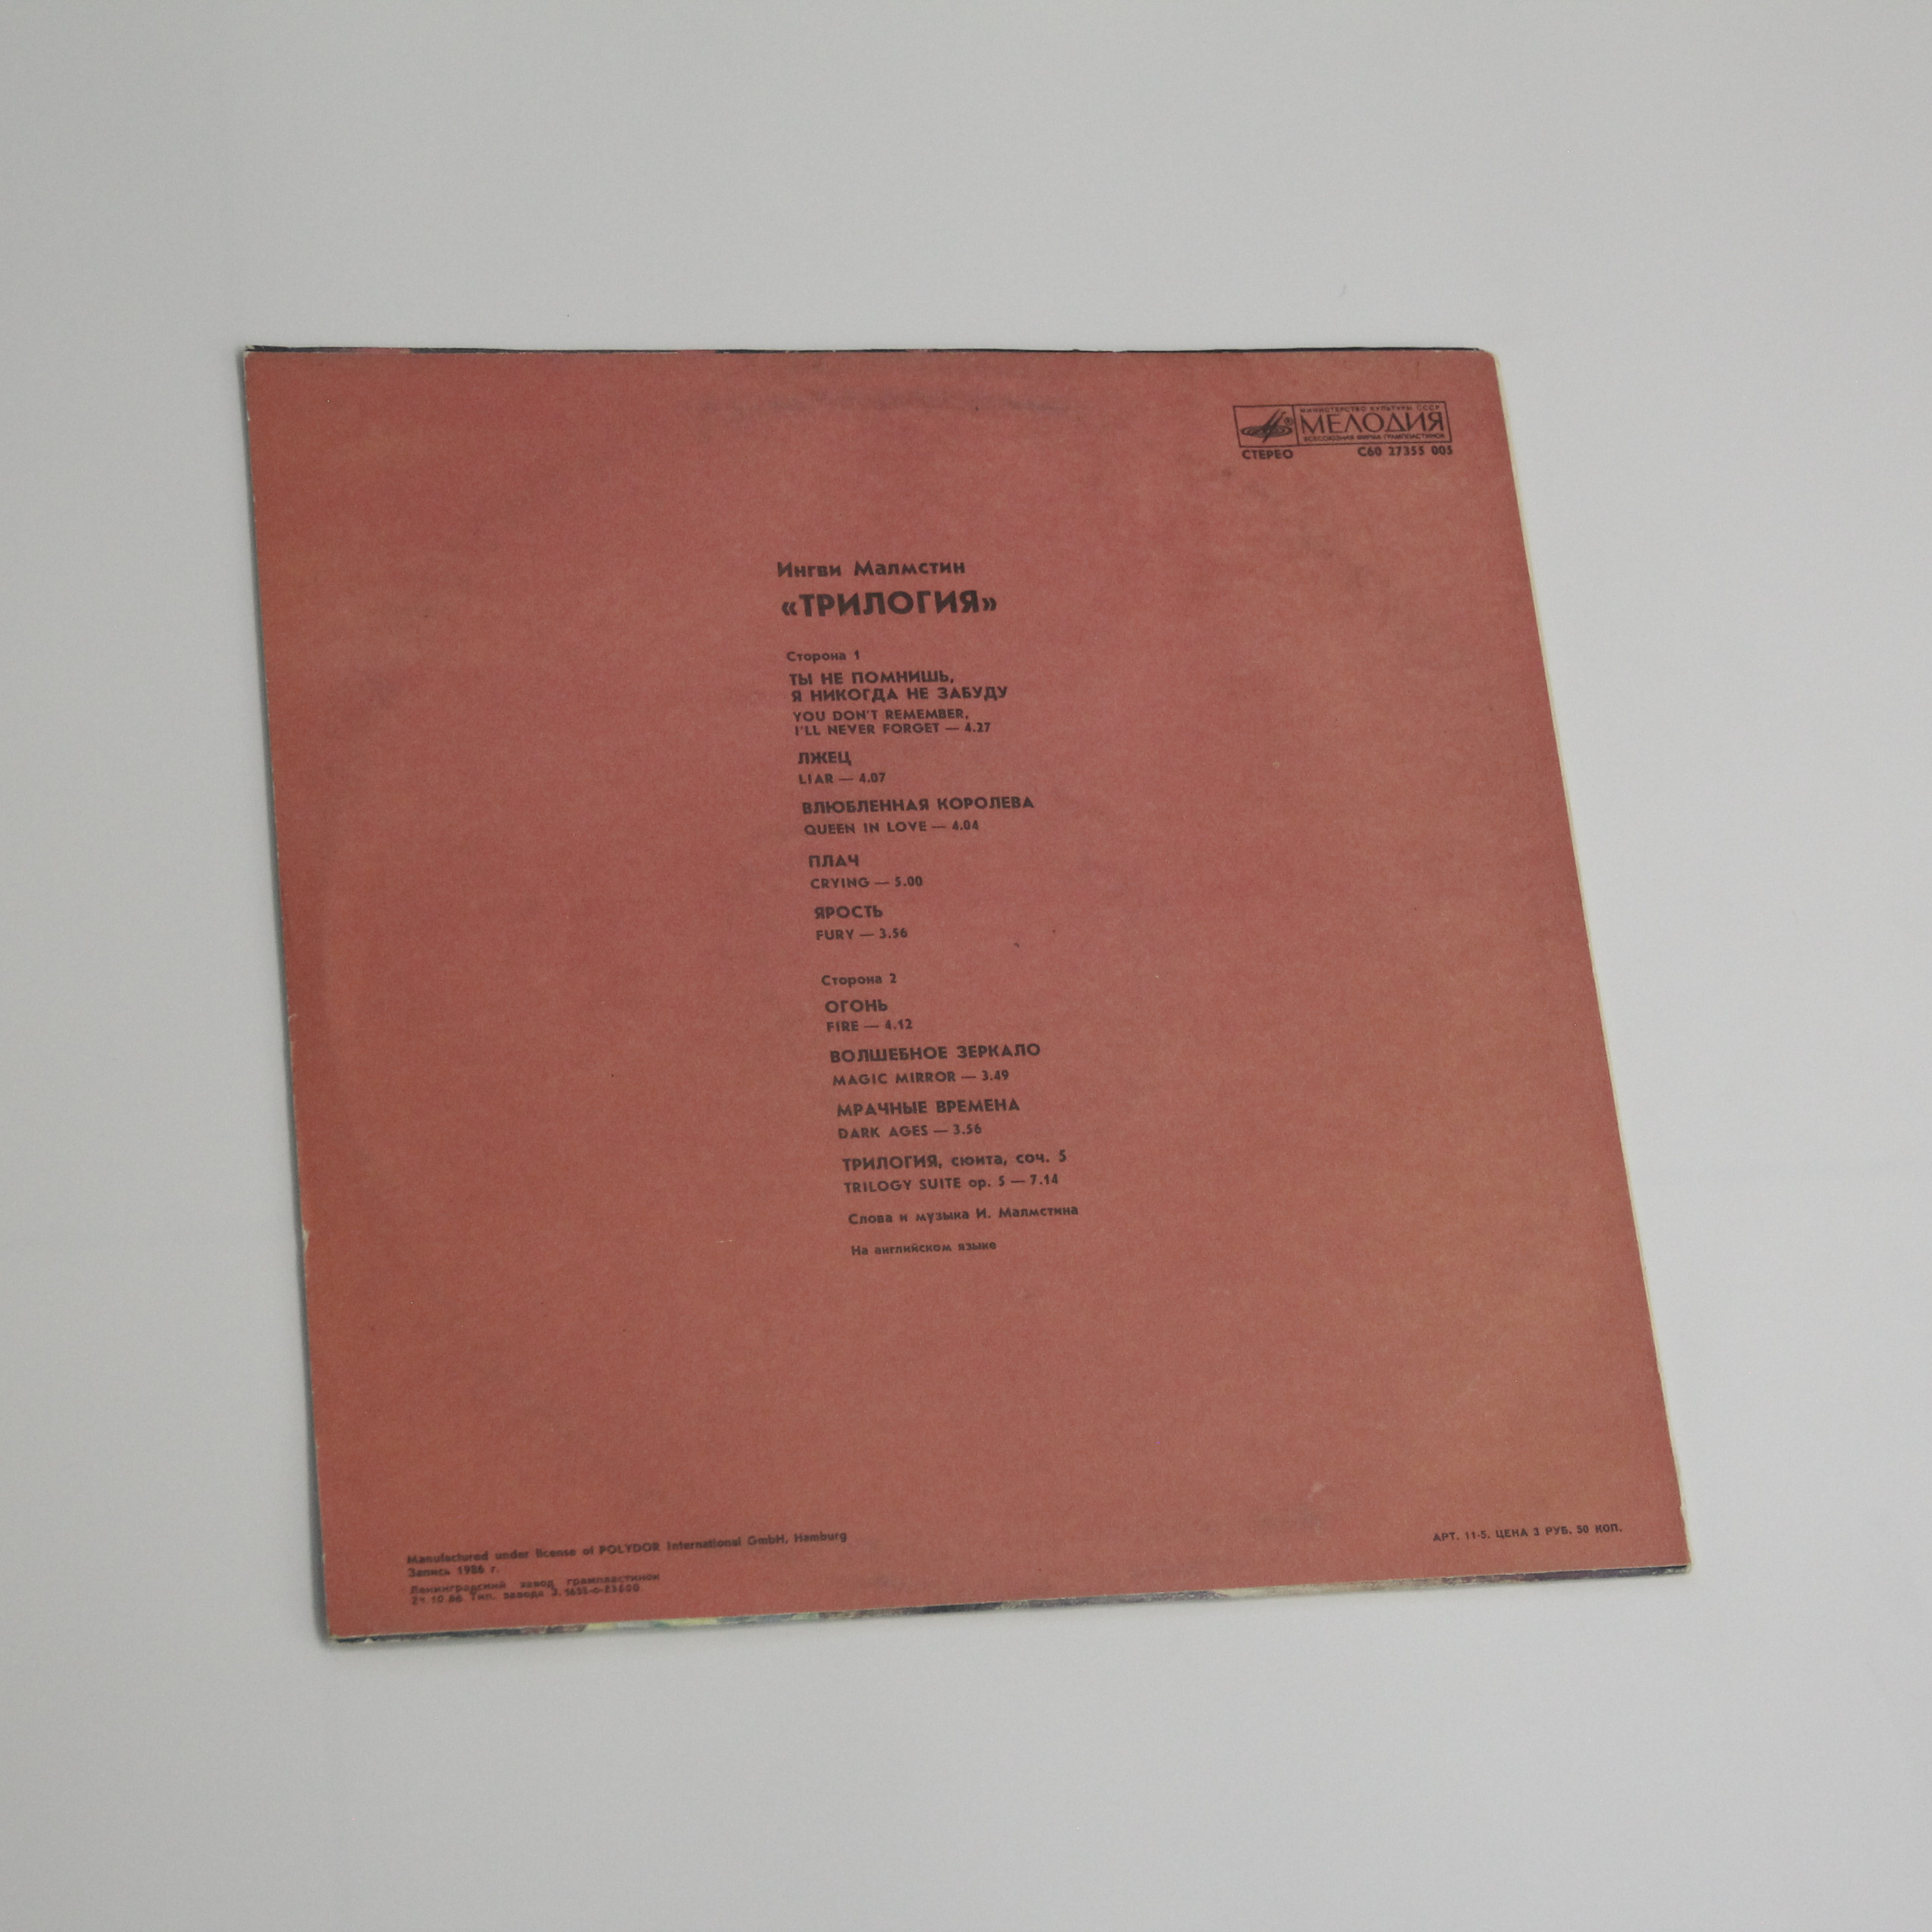 МИНИСТЕРСТВО КУЛЬТУРЫ СССР
МЕЛОДИЯ
ВСЕСОЮЗНАЯ ФИРМА ГРАМПЛАСТИНОК
СТЕРЕО С60 27355 005
Ингви Малмстин
«ТРИЛОГИЯ»
Сторона 1
ТЫ НЕ ПОМНИШЬ,
Я НИКОГДА НЕ ЗАБУДУ
YOU DON'T REMEMBER,
I'LL NEVER FORGET — 4.27
ЛЖЕЦ
LIAR — 4.07
ВЛЮБЛЕННАЯ КОРОЛЕВА
QUEEN IN LOVE — 4.04
ПЛАЧ
CRYING — 5.00
ЯРОСТЬ
FURY — 3.56
Сторона 2
ОГОНЬ
FIRE — 4.12
ВОЛШЕБНОЕ ЗЕРКАЛО
MAGIC MIRROR — 3.49
МРАЧНЫЕ ВРЕМЕНА
DARK AGES — 3.56
ТРИЛОГИЯ, сюита, соч. 5
TRILOGY SUITE op. 5 — 7.14
Слова и музыка И. Малмстина
На английском языке
Manufactured under license of POLYDOR International GmbH, Hamburg
Запись 1986 г.
Ленинградский завод грампластинок
Тип. завода
АРТ. 11-5. ЦЕНА 3 РУБ. 50 КОП.